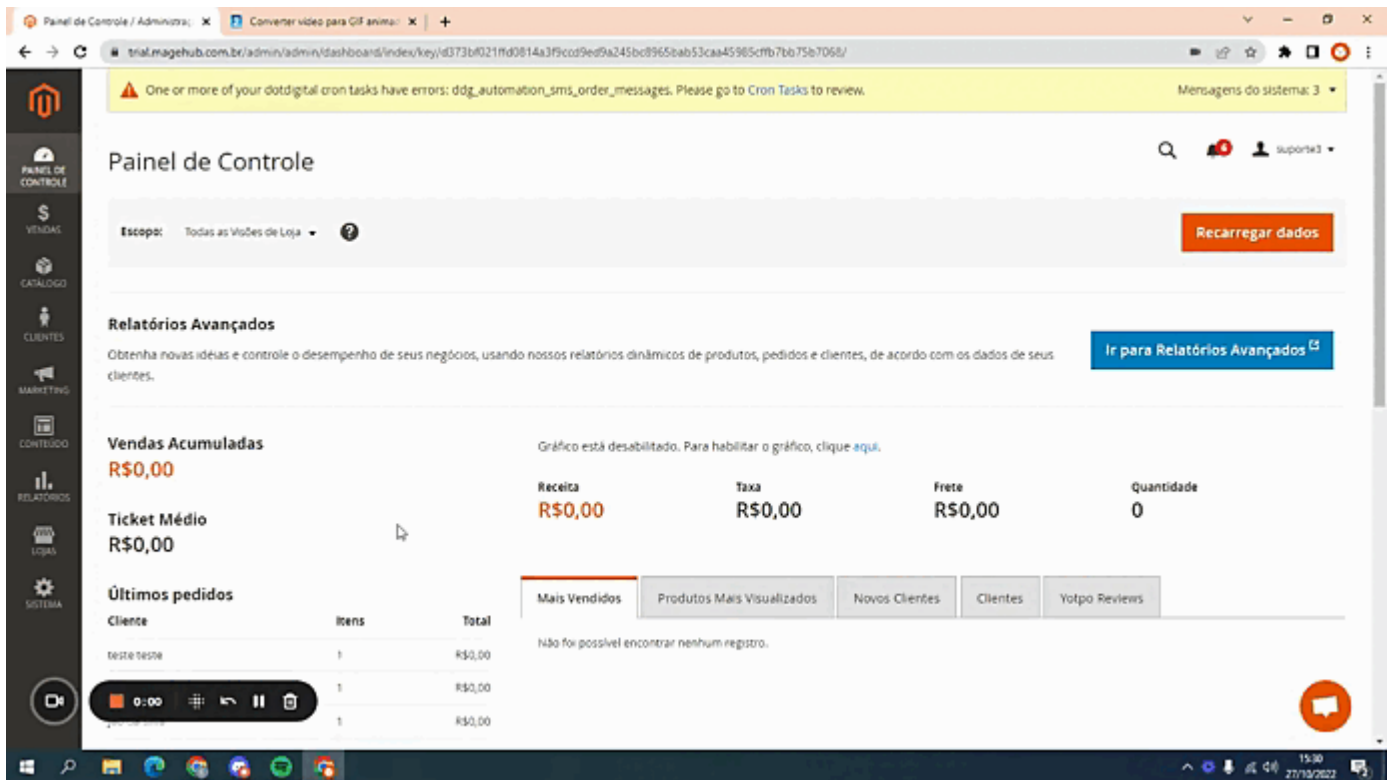 Painel de Controle / Administraç
Converter vídeo para GIF animad
trial.magehub.com.br/admin/admin/dashboard/index/key/
One or more of your dotdigital cron tasks have errors: ddg_automation_sms_order_messages. Please go to Cron Tasks to review.
Mensagens do sistema: 3
PAINEL DE
CONTROLE
VENDAS
CATÁLOGO
CLIENTES
MARKETING
CONTEÚDO
RELATÓRIOS
LOJAS
SISTEMA
Painel de Controle
suporte3
Escopo: Todas as Visões de Loja
Recarregar dados
Relatórios Avançados
Obtenha novas idéias e controle o desempenho de seus negócios, usando nossos relatórios dinâmicos de produtos, pedidos e clientes, de acordo com os dados de seus
clientes.
Ir para Relatórios Avançados
Vendas Acumuladas
R$0,00
Ticket Médio
R$0,00
Gráfico está desabilitado. Para habilitar o gráfico, clique aqui.
Receita Taxa Frete Quantidade
R$0,00 R$0,00 R$0,00 0
Últimos pedidos
Cliente Itens Total
teste teste 1 R$0,00
1 R$0,00
1 R$0,00
Mais Vendidos Produtos Mais Visualizados Novos Clientes Clientes Yotpo Reviews
Não foi possível encontrar nenhum registro.
0:00
15:30
27/10/2022